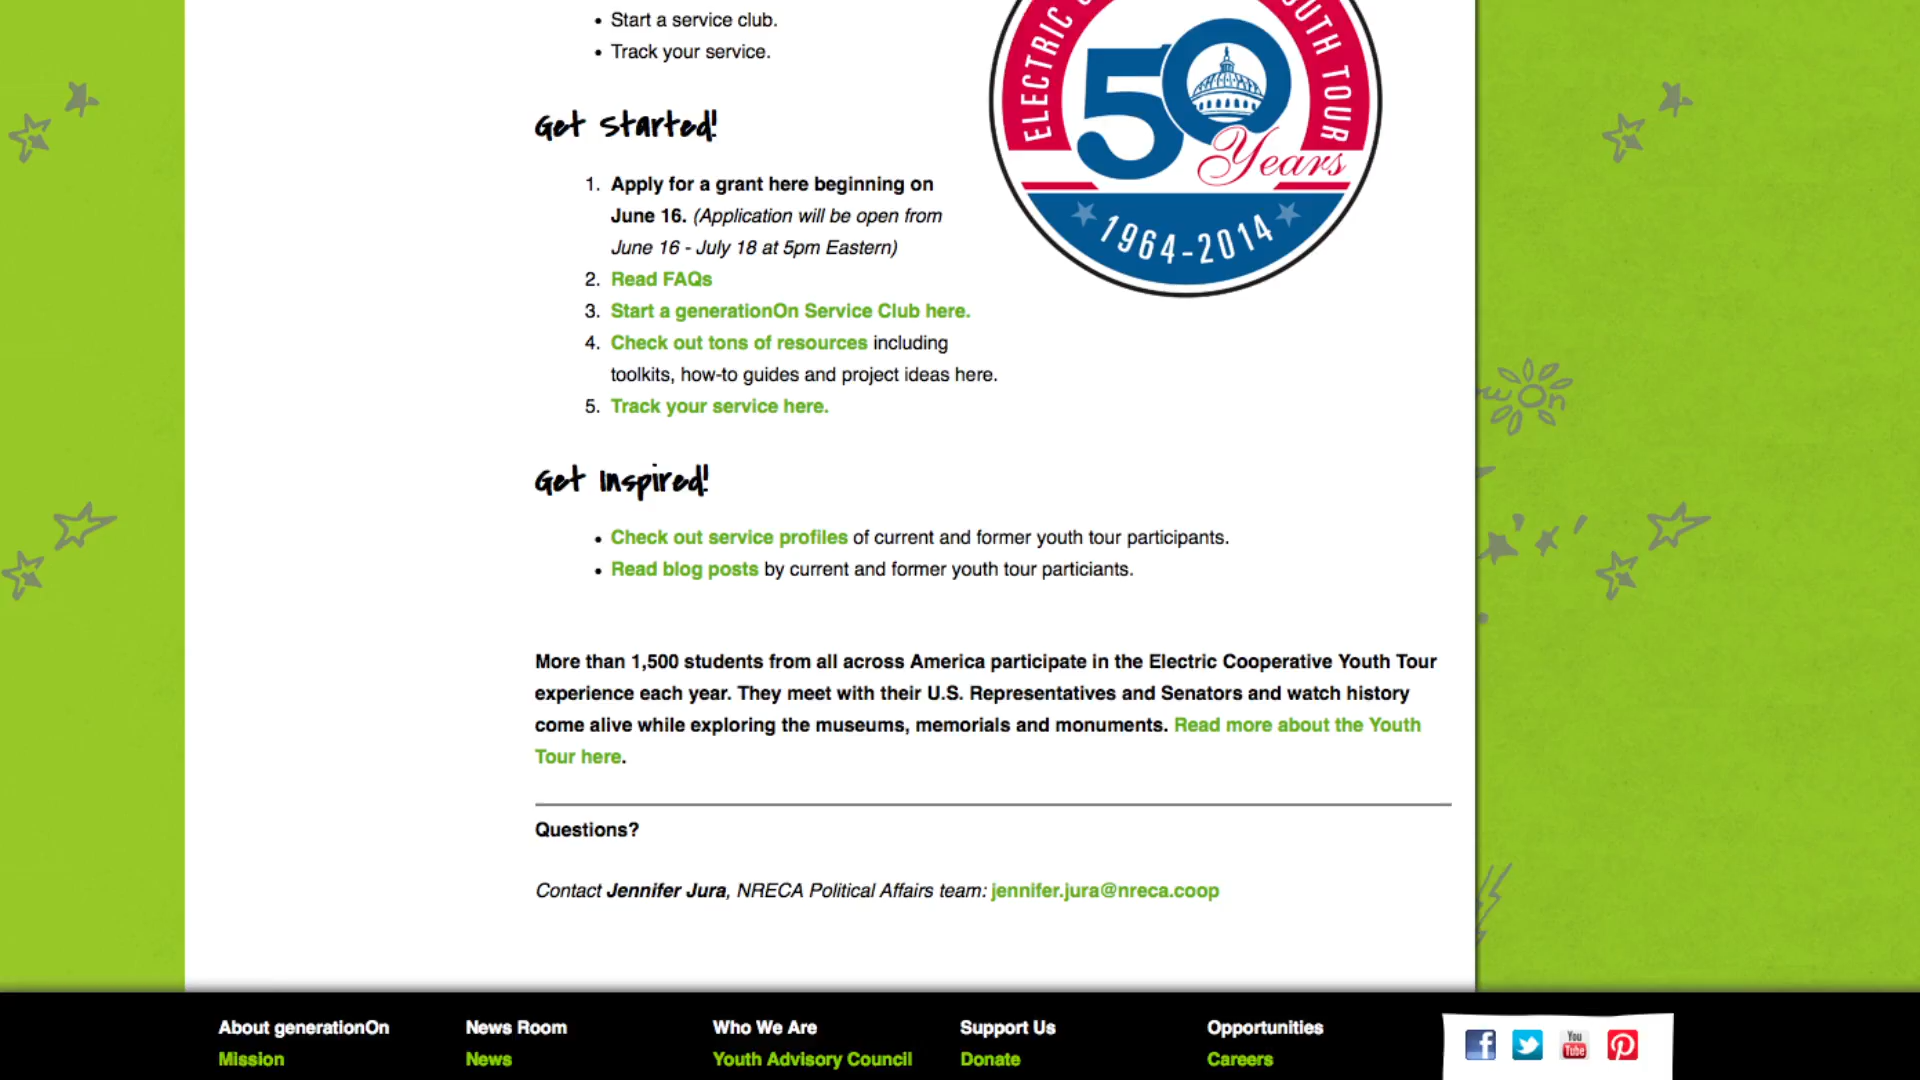 • Start a service club.
• Track your service.
ELECTRIC
OUTH TOUR
50
Years
1964-2014
Get Started!
1. Apply for a grant here beginning on
June 16. (Application will be open from
June 16 - July 18 at 5pm Eastern)
2. Read FAQs
3. Start a generationOn Service Club here.
4. Check out tons of resources including
toolkits, how-to guides and project ideas here.
5. Track your service here.
Get Inspired!
• Check out service profiles of current and former youth tour participants.
• Read blog posts by current and former youth tour particiants.
More than 1,500 students from all across America participate in the Electric Cooperative Youth Tour
experience each year. They meet with their U.S. Representatives and Senators and watch history
come alive while exploring the museums, memorials and monuments. Read more about the Youth
Tour here.
Questions?
Contact Jennifer Jura, NRECA Political Affairs team: jennifer.jura@nreca.coop
About generationOn
News Room
Who We Are
Support Us
Opportunities
Mission
News
Youth Advisory Council
Donate
Careers
You
Tube